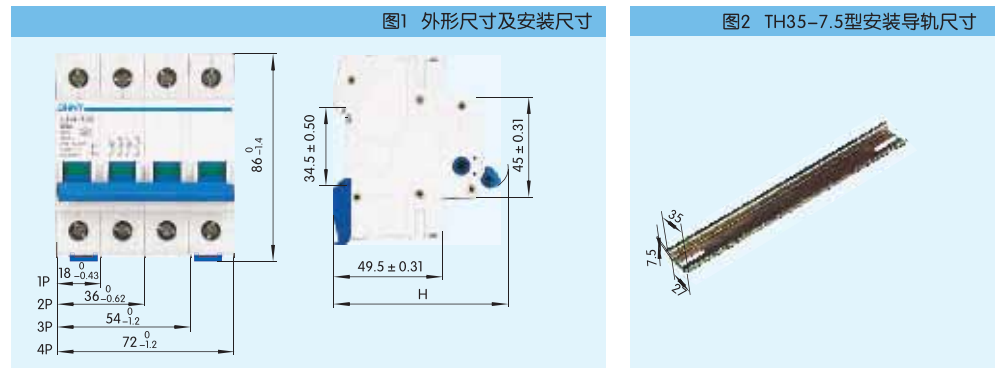 图1 外形尺寸及安装尺寸
CHNT
86 0 −1.4
34.5 ± 0.50
45 ± 0.31
1P 18 0 −0.43
2P 36 0 −0.62
3P 54 0 −1.2
4P 72 0 −1.2
49.5 ± 0.31
H
图2 TH35-7.5型安装导轨尺寸
35
7.5
27